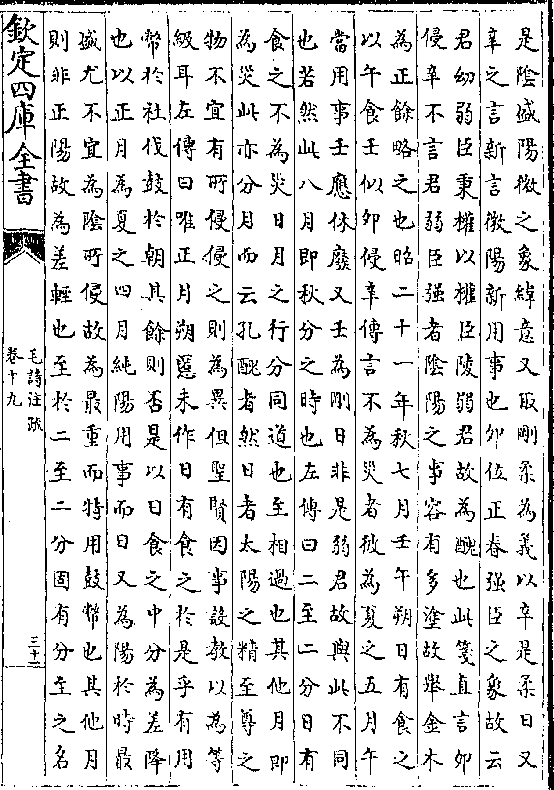 是陰盛陽微之象緯意又取剛柔為義以辛是柔日又
辛之言新言微陽新用事也卯位正春强臣之象故云
君幼弱臣秉權以權臣陵弱君故為醜也此箋直言卯
侵辛不言君弱臣强者陰陽之事容有多塗故舉金木
為正餘略之也昭二十一年秋七月壬午朔日有食之
以午食壬似卯侵辛傳言不為災者彼為夏之五月午
當用事壬應休廢又壬為剛日非是弱君故與此不同
也若然此八月即秋分之時也左傳曰二至二分日有
食之不為災日月之行分同道也至相過也其他月即
為災此亦分月而云孔醜者然日者太陽之精至尊之
物不宜有所侵侵之則為異但聖賢因事設教以為等
級耳左傳曰唯正月朔慝未作日有食之於是乎有用
幣於社伐鼓於朝其餘則否是以日食之中分為差降
也以正月為夏之四月純陽用事而日又為陽於時最
盛尤不宜為陰所侵故為最重而特用鼓幣也其他月
則非正陽故為差輕也至於二至二分固有分至之名
欽定四庫全書
毛詩注疏
卷十九
三十二